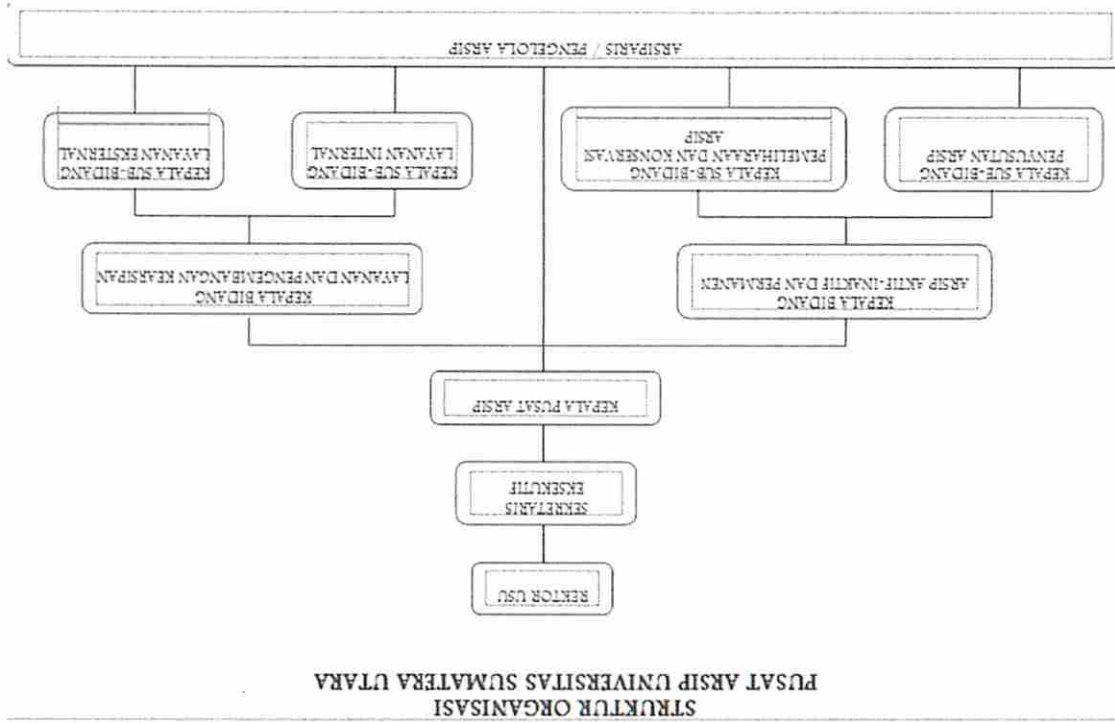 STRUKTUR ORGANISASI
PUSAT ARSIP UNIVERSITAS SUMATERA UTARA
REKTOR USU
SEKRETARIS
EKSEKUTIF
KEPALA PUSAT ARSIP
KEPALA BIDANG
ARSIP AKTIF-INAKTIF DAN PERMANEN
KEPALA BIDANG
LAYANAN DAN PENGEMBANGAN KEARSIPAN
KEPALA SUB-BIDANG
PENYUSUTAN ARSIP
KEPALA SUB-BIDANG
PEMELIHARAAN DAN KONSERVASI
ARSIP
KEPALA SUB-BIDANG
LAYANAN INTERNAL
KEPALA SUB-BIDANG
LAYANAN EKSTERNAL
ARSIPARIS / PENGELOLA ARSIP